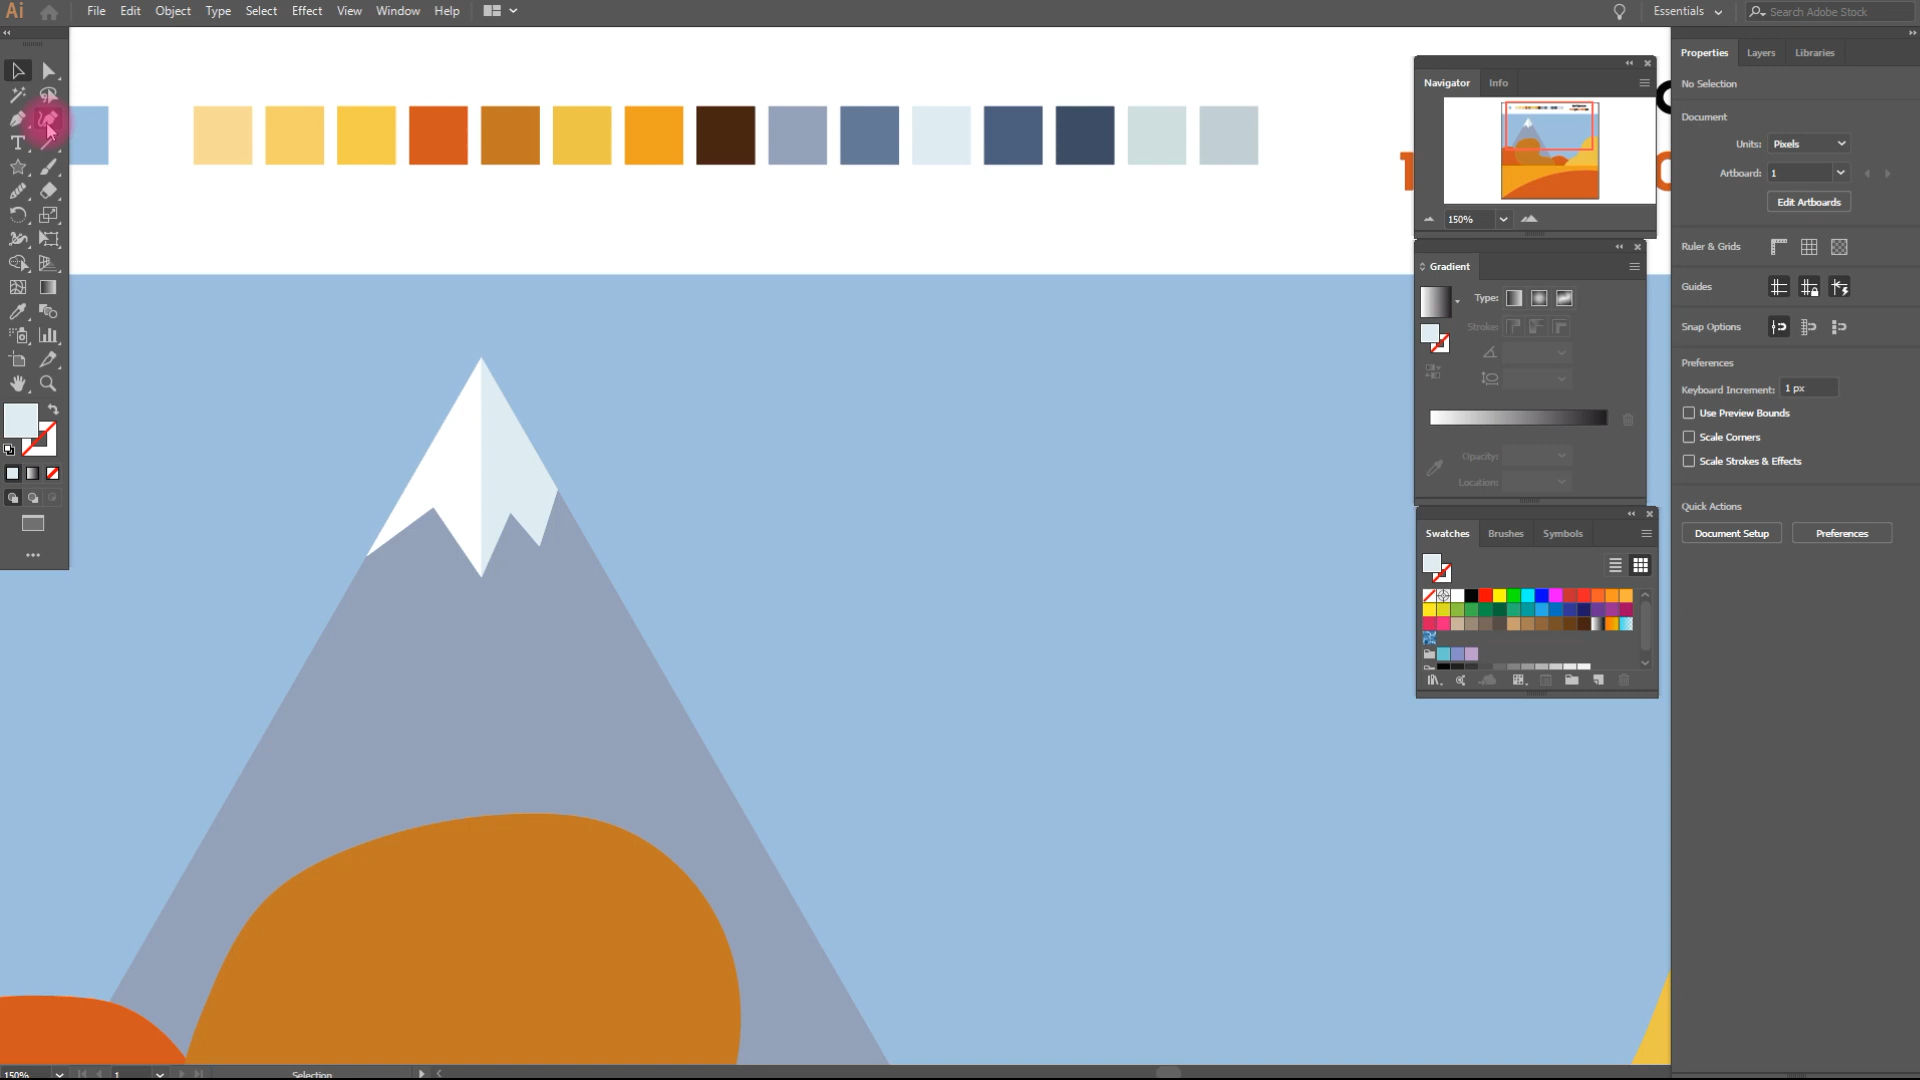 Ai File Edit Object Type Select Effect View Window Help Essentials Search Adobe Stock
Properties Layers Libraries
No Selection
Document
Units: Pixels
Artboard: 1
Edit Artboards
Ruler & Grids
Guides
Snap Options
Preferences
Keyboard Increment: 1 px
Use Preview Bounds
Scale Corners
Scale Strokes & Effects
Quick Actions
Document Setup Preferences
Navigator Info
150%
Gradient
Type:
Stroke:
Opacity:
Location:
Swatches Brushes Symbols
150% 1 Selection